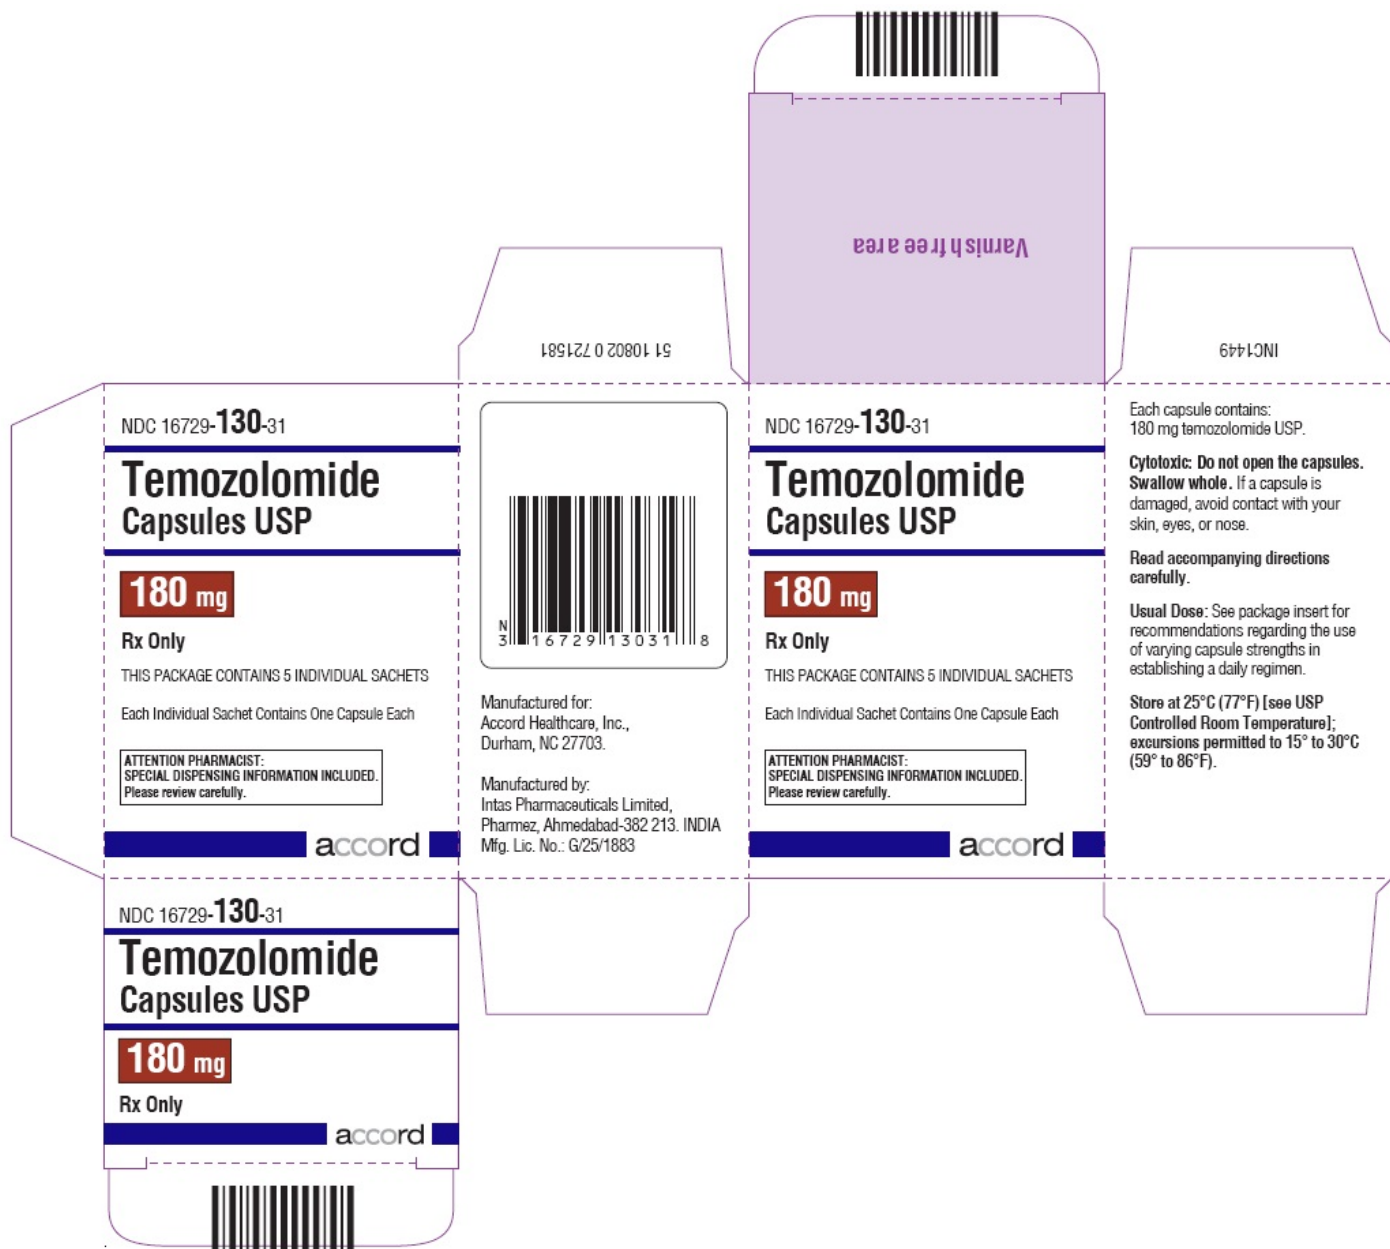 Varnish free area
51 10802 0 721581
INC1449
NDC 16729-130-31
Temozolomide
Capsules USP
180 mg
Rx Only
THIS PACKAGE CONTAINS 5 INDIVIDUAL SACHETS
Each Individual Sachet Contains One Capsule Each
ATTENTION PHARMACIST:
SPECIAL DISPENSING INFORMATION INCLUDED.
Please review carefully.
accord
N
3 16729 13031 8
Manufactured for:
Accord Healthcare, Inc.,
Durham, NC 27703.
Manufactured by:
Intas Pharmaceuticals Limited,
Pharmez, Ahmedabad-382 213. INDIA
Mfg. Lic. No.: G/25/1883
NDC 16729-130-31
Temozolomide
Capsules USP
180 mg
Rx Only
THIS PACKAGE CONTAINS 5 INDIVIDUAL SACHETS
Each Individual Sachet Contains One Capsule Each
ATTENTION PHARMACIST:
SPECIAL DISPENSING INFORMATION INCLUDED.
Please review carefully.
accord
Each capsule contains:
180 mg temozolomide USP.
Cytotoxic: Do not open the capsules.
Swallow whole. If a capsule is
damaged, avoid contact with your
skin, eyes, or nose.
Read accompanying directions
carefully.
Usual Dose: See package insert for
recommendations regarding the use
of varying capsule strengths in
establishing a daily regimen.
Store at 25°C (77°F) [see USP
Controlled Room Temperature];
excursions permitted to 15° to 30°C
(59° to 86°F).
NDC 16729-130-31
Temozolomide
Capsules USP
180 mg
Rx Only
accord